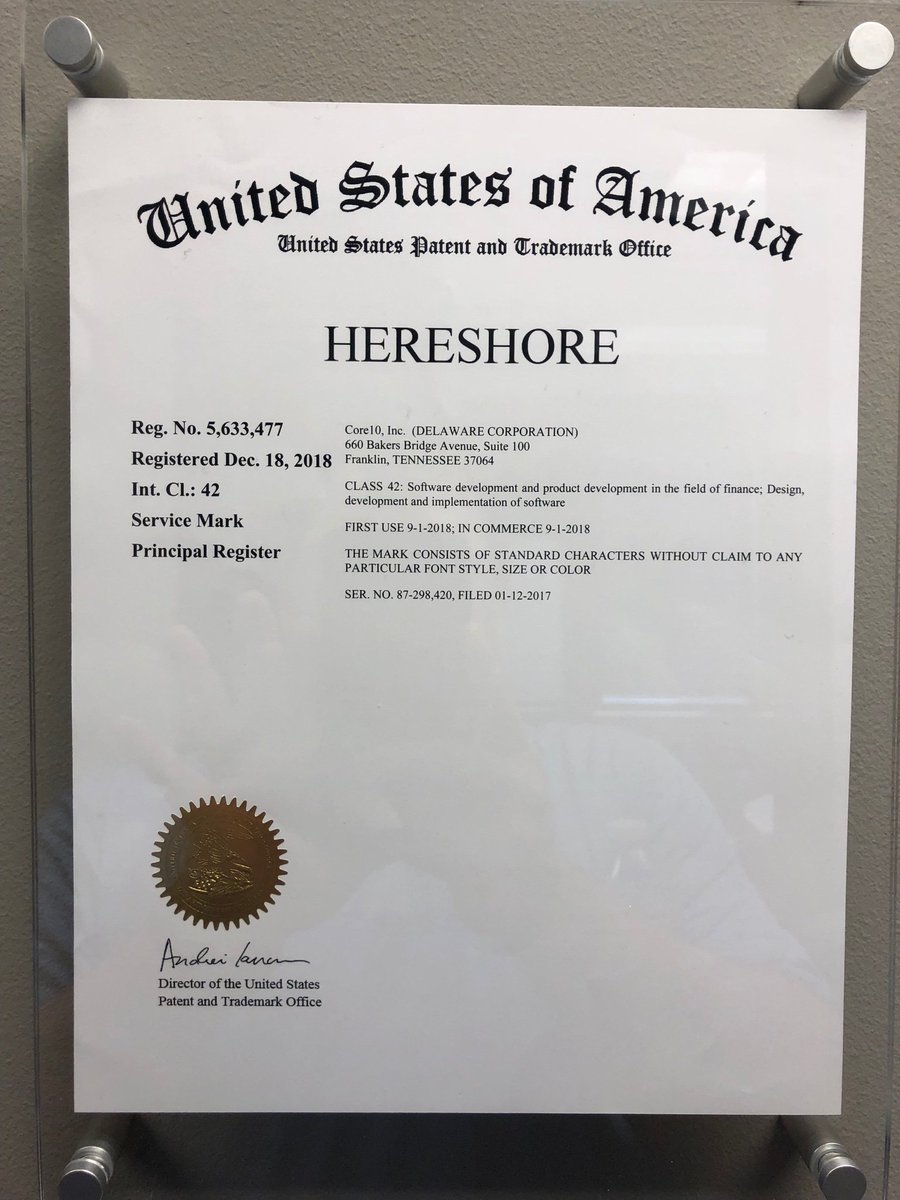 United States of America
United States Patent and Trademark Office
HERESHORE
Reg. No. 5,633,477
Registered Dec. 18, 2018
Int. Cl.: 42
Service Mark
Principal Register
Core10, Inc. (DELAWARE CORPORATION)
660 Bakers Bridge Avenue, Suite 100
Franklin, TENNESSEE 37064
CLASS 42: Software development and product development in the field of finance; Design,
development and implementation of software
FIRST USE 9-1-2018; IN COMMERCE 9-1-2018
THE MARK CONSISTS OF STANDARD CHARACTERS WITHOUT CLAIM TO ANY
PARTICULAR FONT STYLE, SIZE OR COLOR
SER. NO. 87-298,420, FILED 01-12-2017
Andrei Iancu
Director of the United States
Patent and Trademark Office